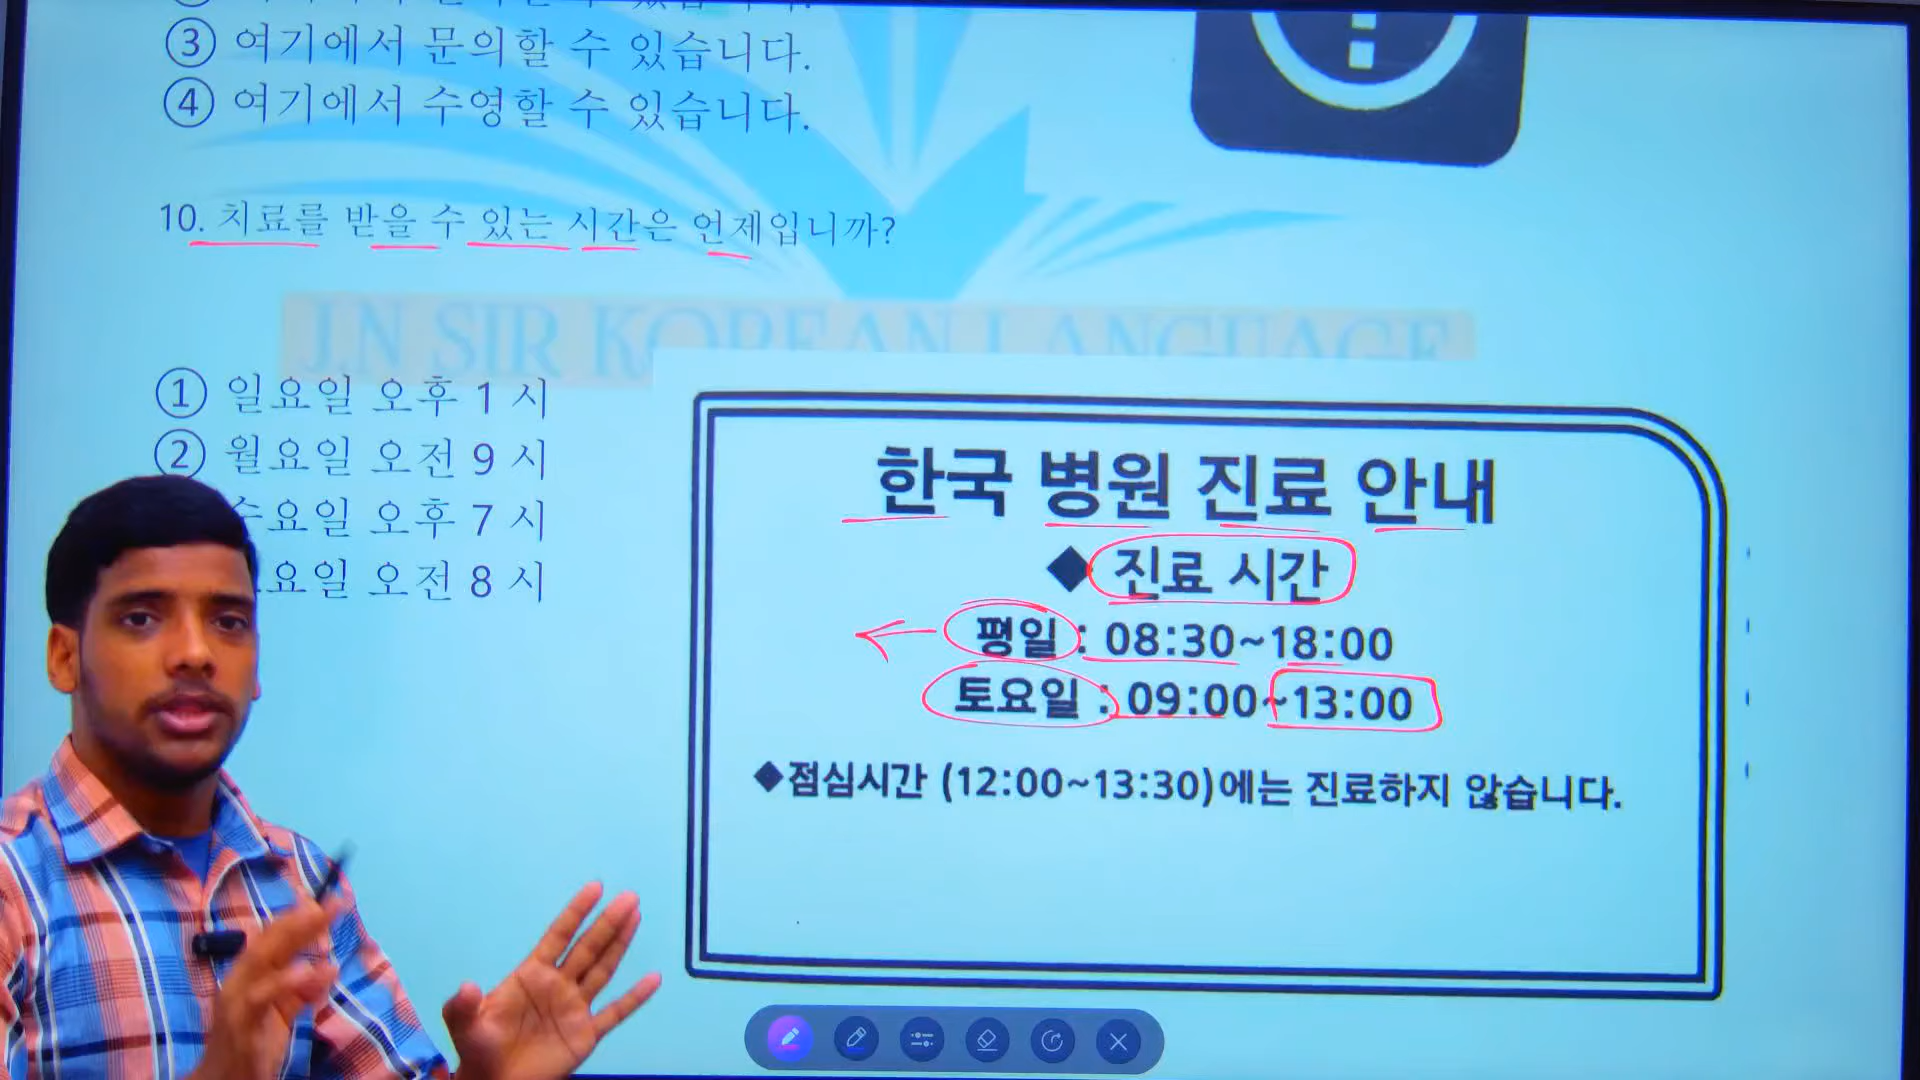 ③ 여기에서 문의할 수 있습니다.
④ 여기에서 수영할 수 있습니다.
10. 치료를 받을 수 있는 시간은 언제입니까?
J.N SIR KOREAN LANGUAGE
① 일요일 오후 1 시
② 월요일 오전 9 시
수요일 오후 7 시
요일 오전 8 시
한국 병원 진료 안내
◆ 진료 시간
평일 : 08:30~18:00
토요일 : 09:00~13:00
◆점심시간 (12:00~13:30)에는 진료하지 않습니다.